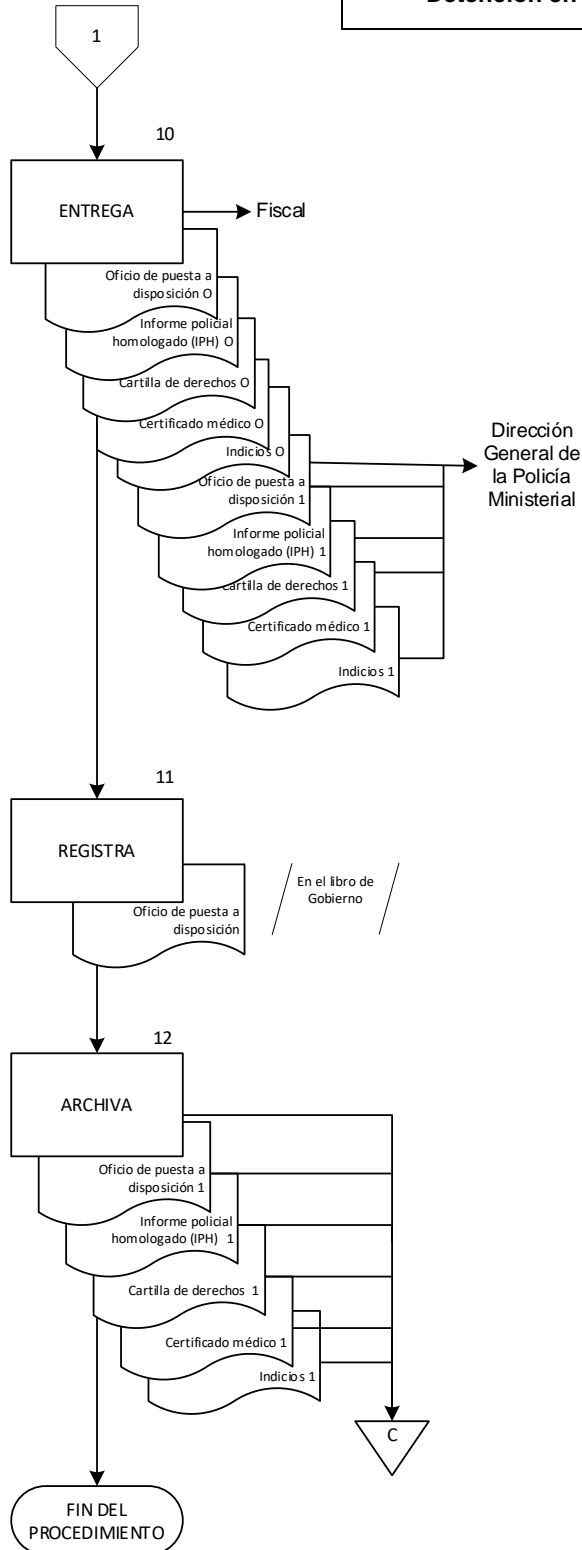 Detención en
1
10
ENTREGA
Fiscal
Oficio de puesta a
disposición O
Informe policial
homologado (IPH) O
Cartilla de derechos O
Certificado médico O
Indicios O
Oficio de puesta a
disposición 1
Informe policial
homologado (IPH) 1
Cartilla de derechos 1
Certificado médico 1
Indicios 1
Dirección
General de
la Policía
Ministerial
11
REGISTRA
Oficio de puesta a
disposición
En el libro de
Gobierno
12
ARCHIVA
Oficio de puesta a
disposición 1
Informe policial
homologado (IPH) 1
Cartilla de derechos 1
Certificado médico 1
Indicios 1
C
FIN DEL
PROCEDIMIENTO